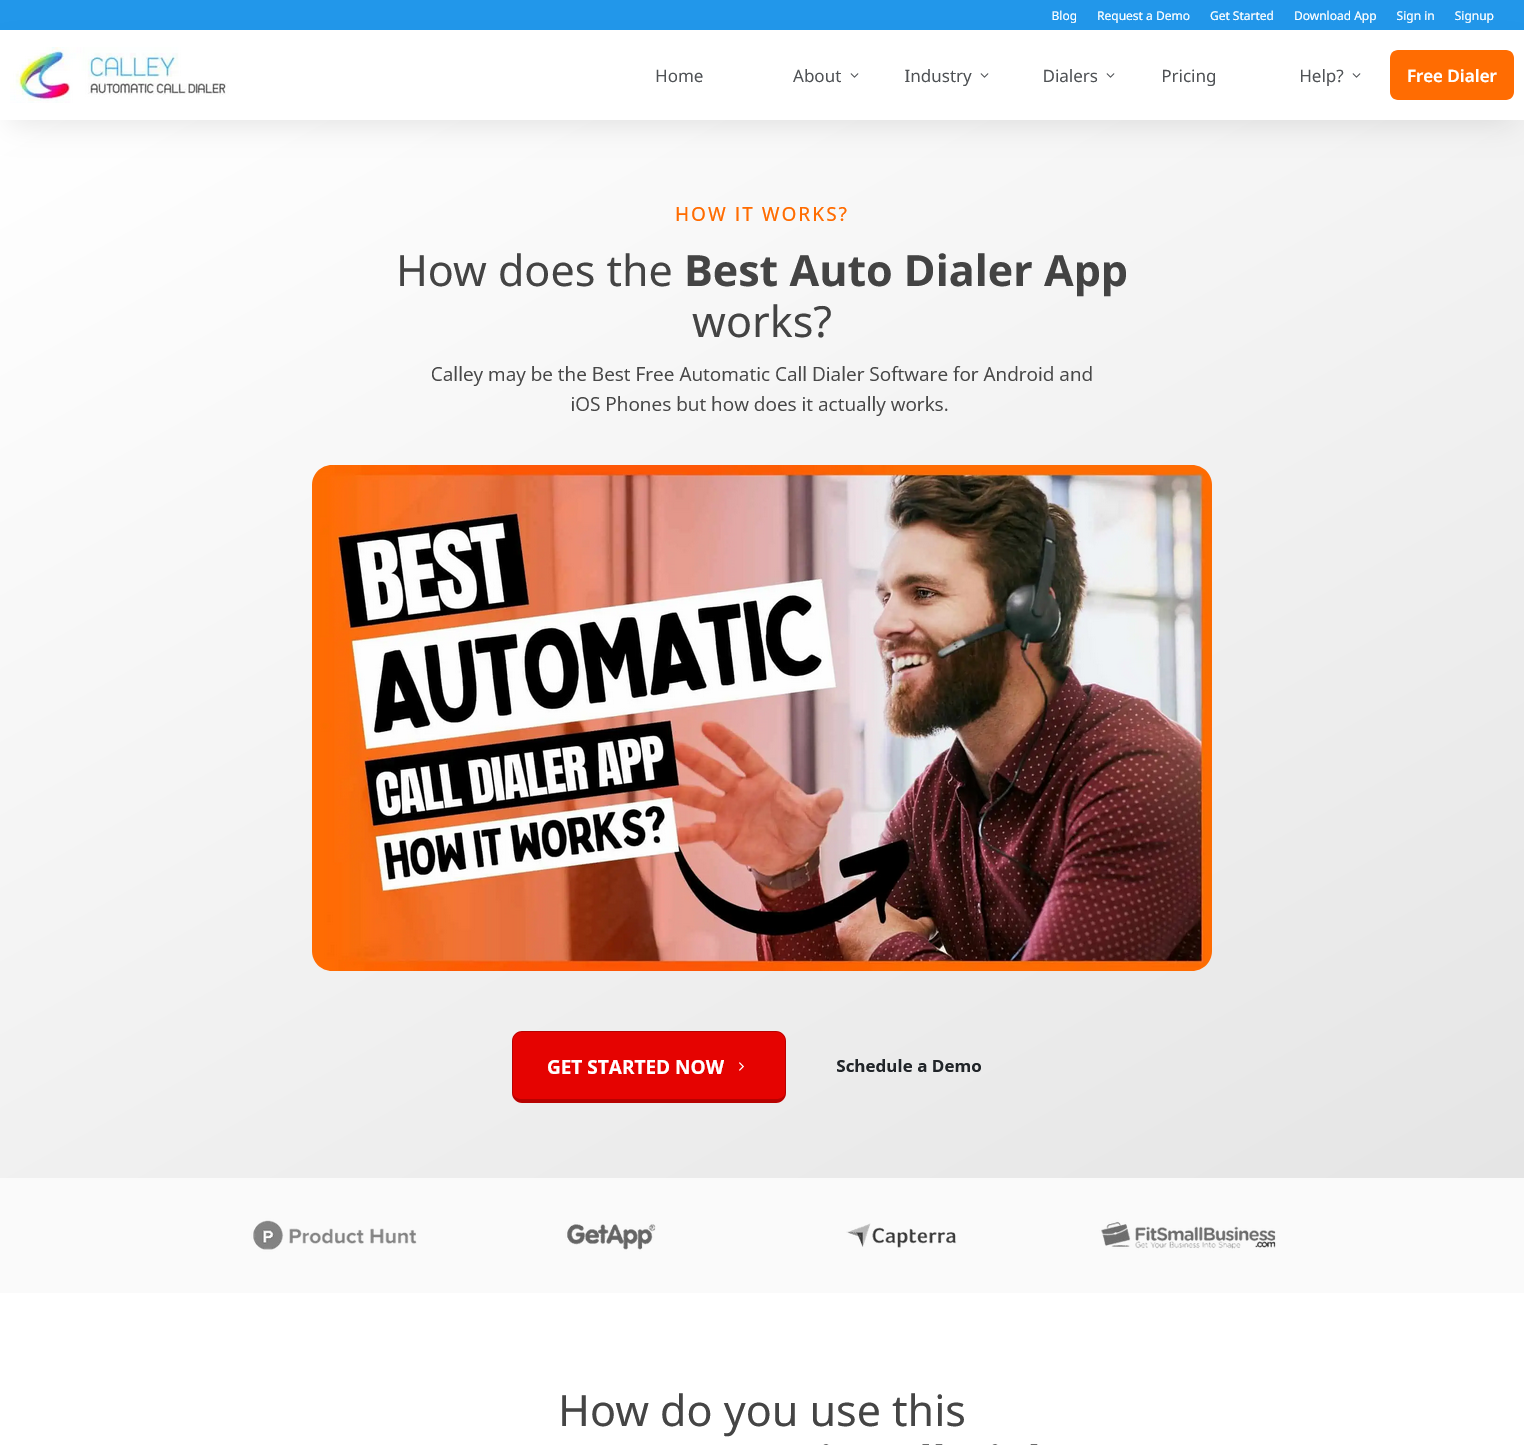 Blog Request a Demo Get Started Download App Sign in Signup
CALLEY
AUTOMATIC CALL DIALER
Home About Industry Dialers Pricing Help? Free Dialer
HOW IT WORKS?
How does the Best Auto Dialer App
works?
Calley may be the Best Free Automatic Call Dialer Software for Android and
iOS Phones but how does it actually works.
BEST
AUTOMATIC
CALL DIALER APP
HOW IT WORKS?
GET STARTED NOW
Schedule a Demo
P Product Hunt
GetApp®
Capterra
FitSmallBusiness
Get Your Business Into Shape .com
How do you use this